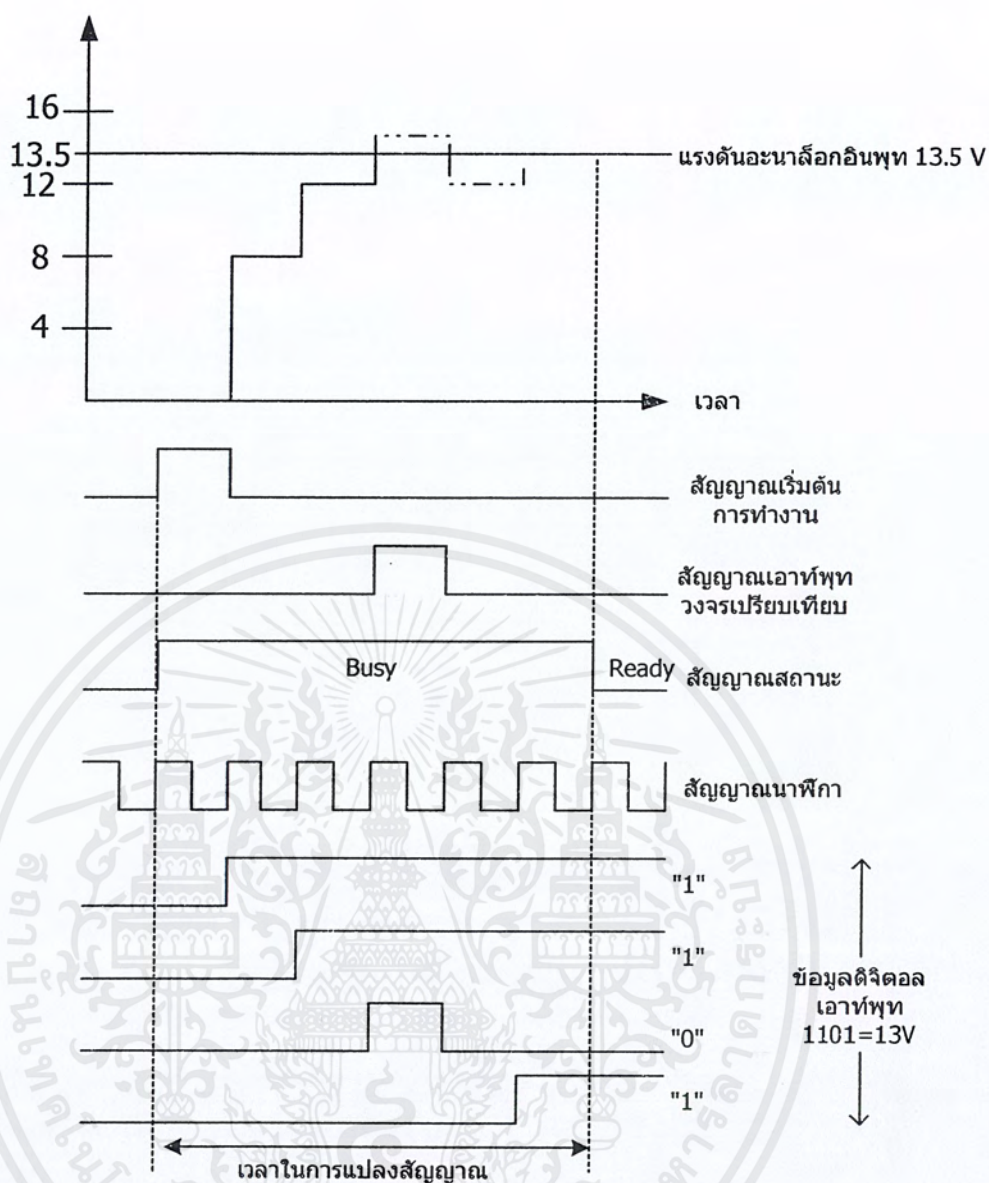 16
13.5
แรงดันอะนาล็อกอินพุท 13.5 V
12
8
4
เวลา
สัญญาณเริ่มต้น
การทำงาน
สัญญาณเอาท์พุท
วงจรเปรียบเทียบ
Busy
Ready
สัญญาณสถานะ
สัญญาณนาฬิกา
"1"
"1"
"0"
"1"
ข้อมูลดิจิตอล
เอาท์พุท
1101=13V
เวลาในการแปลงสัญญาณ